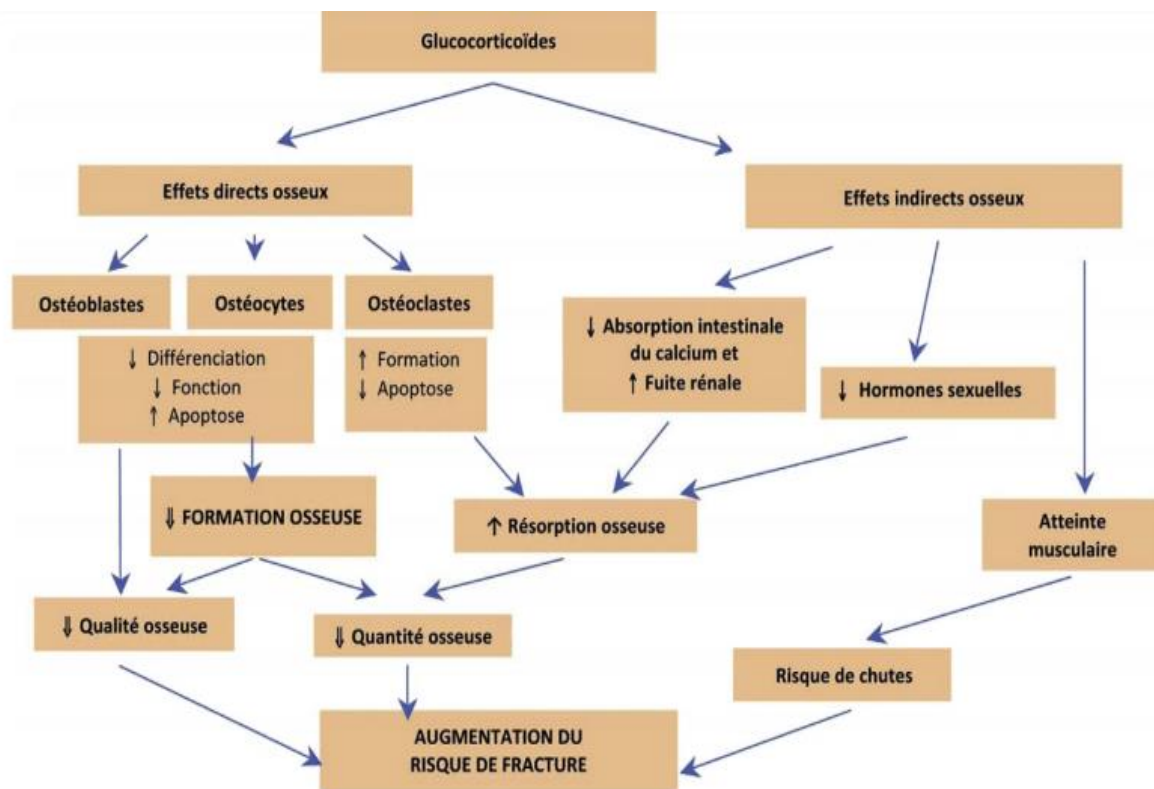 Glucocorticoïdes
Effets directs osseux
Effets indirects osseux
Ostéoblastes
Ostéocytes
Ostéoclastes
↓ Différenciation
↓ Fonction
↑ Apoptose
↑ Formation
↓ Apoptose
↓ Absorption intestinale
du calcium et
↑ Fuite rénale
↓ Hormones sexuelles
⇓ FORMATION OSSEUSE
↑ Résorption osseuse
Atteinte
musculaire
⇓ Qualité osseuse
⇓ Quantité osseuse
Risque de chutes
AUGMENTATION DU
RISQUE DE FRACTURE